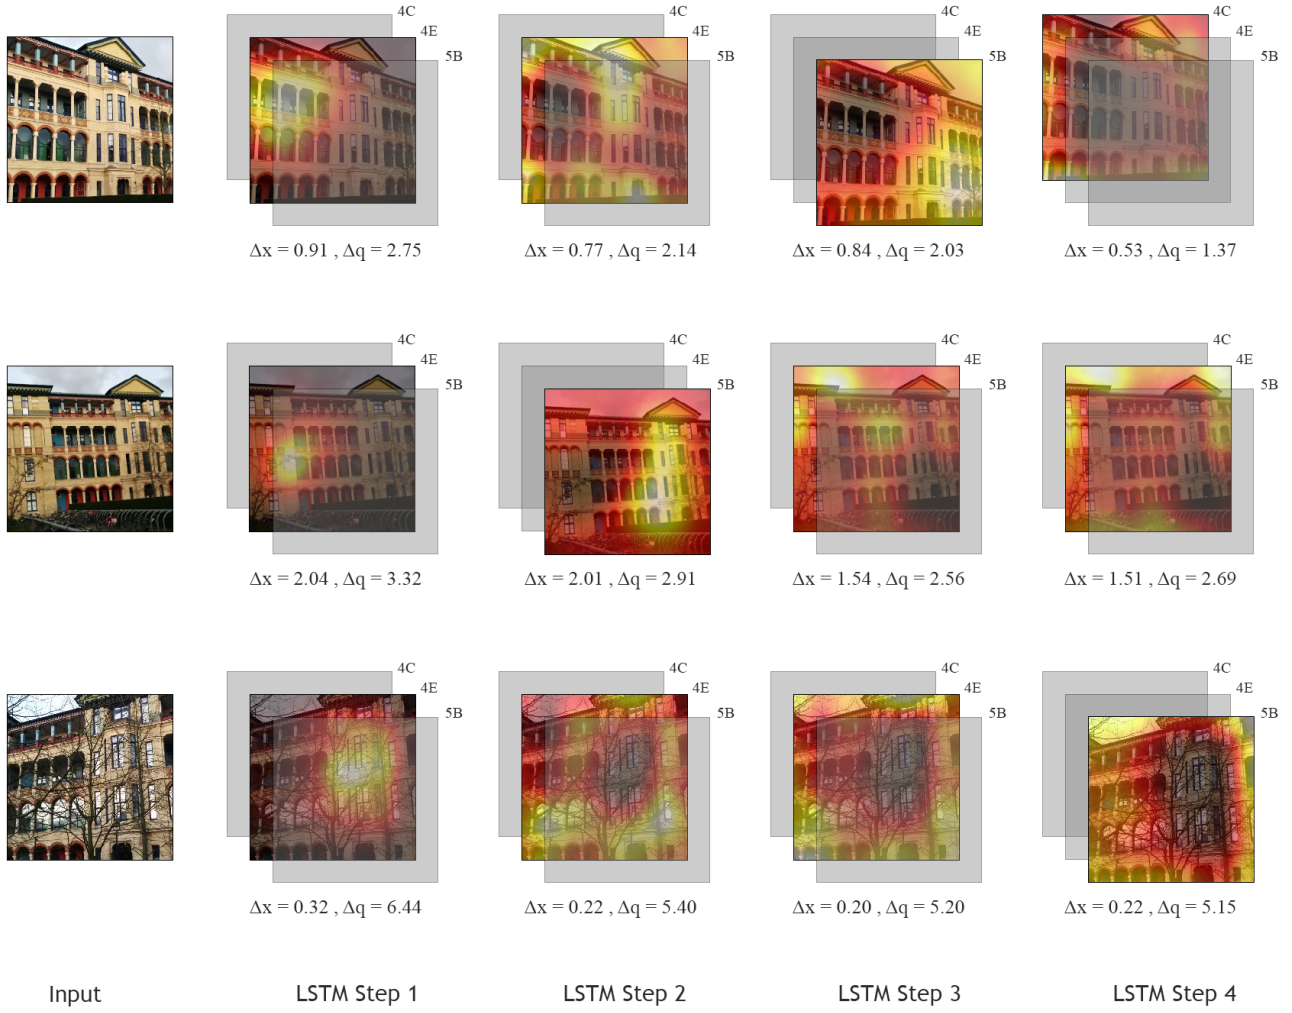 4C 4C 4C 4C
4E 4E 4E 4E
5B 5B 5B 5B
Δx = 0.91 , Δq = 2.75 Δx = 0.77 , Δq = 2.14 Δx = 0.84 , Δq = 2.03 Δx = 0.53 , Δq = 1.37
4C 4C 4C 4C
4E 4E 4E 4E
5B 5B 5B 5B
Δx = 2.04 , Δq = 3.32 Δx = 2.01 , Δq = 2.91 Δx = 1.54 , Δq = 2.56 Δx = 1.51 , Δq = 2.69
4C 4C 4C 4C
4E 4E 4E 4E
5B 5B 5B 5B
Δx = 0.32 , Δq = 6.44 Δx = 0.22 , Δq = 5.40 Δx = 0.20 , Δq = 5.20 Δx = 0.22 , Δq = 5.15
Input LSTM Step 1 LSTM Step 2 LSTM Step 3 LSTM Step 4